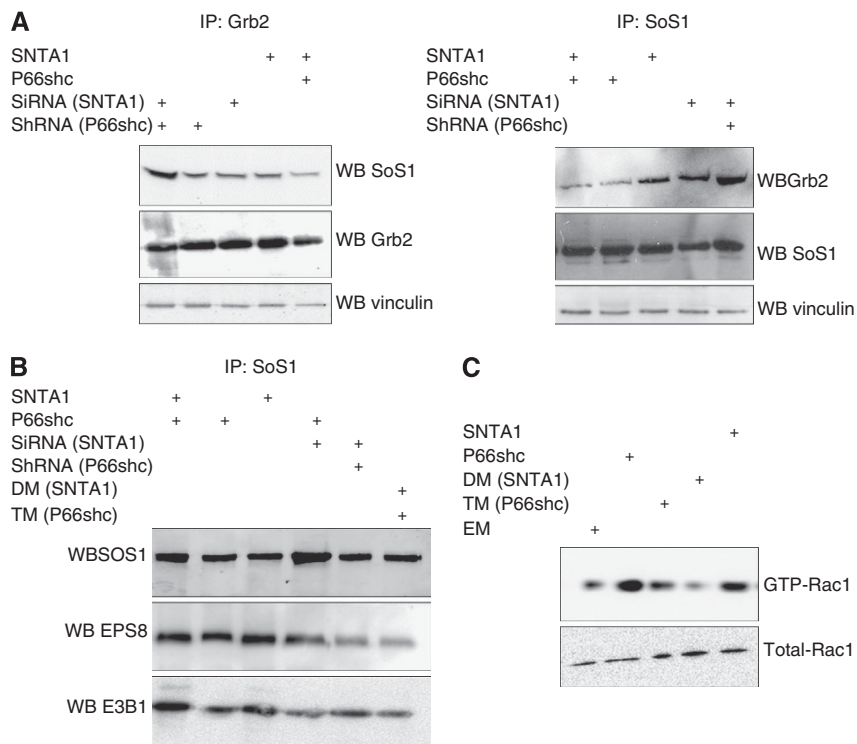 A
IP: Grb2
SNTA1 + +
P66shc +
SiRNA (SNTA1) + +
ShRNA (P66shc) + +
WB SoS1
WB Grb2
WB vinculin
IP: SoS1
SNTA1 + +
P66shc + +
SiRNA (SNTA1) + +
ShRNA (P66shc) +
WBGrb2
WB SoS1
WB vinculin
B
IP: SoS1
SNTA1 + +
P66shc + + +
SiRNA (SNTA1) + +
ShRNA (P66shc) +
DM (SNTA1) +
TM (P66shc) +
WBSOS1
WB EPS8
WB E3B1
C
SNTA1 +
P66shc +
DM (SNTA1) +
TM (P66shc) +
EM +
GTP-Rac1
Total-Rac1